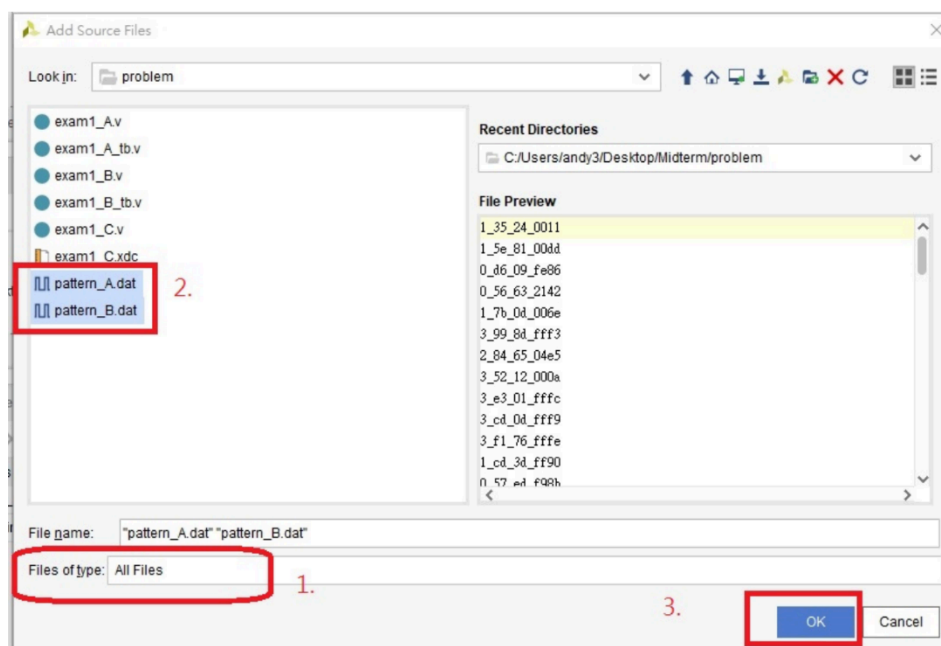 Add Source Files
Look in: problem
exam1_A.v
exam1_A_tb.v
exam1_B.v
exam1_B_tb.v
exam1_C.v
exam1_C.xdc
pattern_A.dat
pattern_B.dat
2.
Recent Directories
C:/Users/andy3/Desktop/Midterm/problem
File Preview
1_35_24_0011
1_5e_81_00dd
0_d6_09_fe86
0_56_63_2142
1_7b_0d_006e
3_99_8d_fff3
2_84_65_04e5
3_52_12_000a
3_e3_01_fffc
3_cd_0d_fff9
3_f1_76_fffe
1_cd_3d_ff90
0_57_ed_f98b
File name: "pattern_A.dat" "pattern_B.dat"
Files of type: All Files
1.
3.
OK Cancel